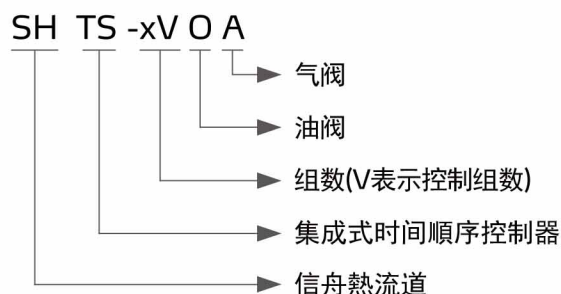 SH TS -xV O A
气阀
油阀
组数(V表示控制组数)
集成式时间順序控制器
信舟熱流道